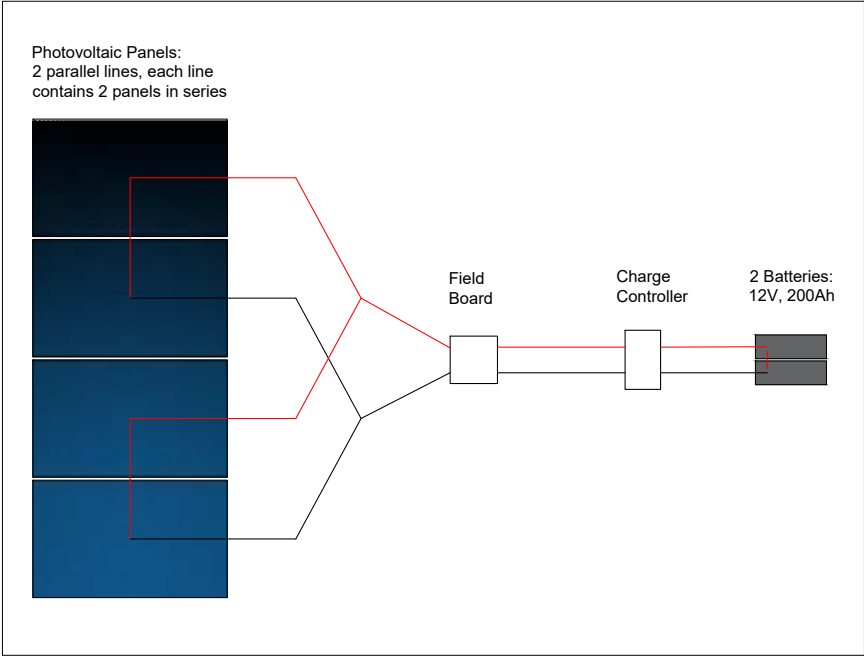 Photovoltaic Panels:
2 parallel lines, each line
contains 2 panels in series
Field
Board
Charge
Controller
2 Batteries:
12V, 200Ah